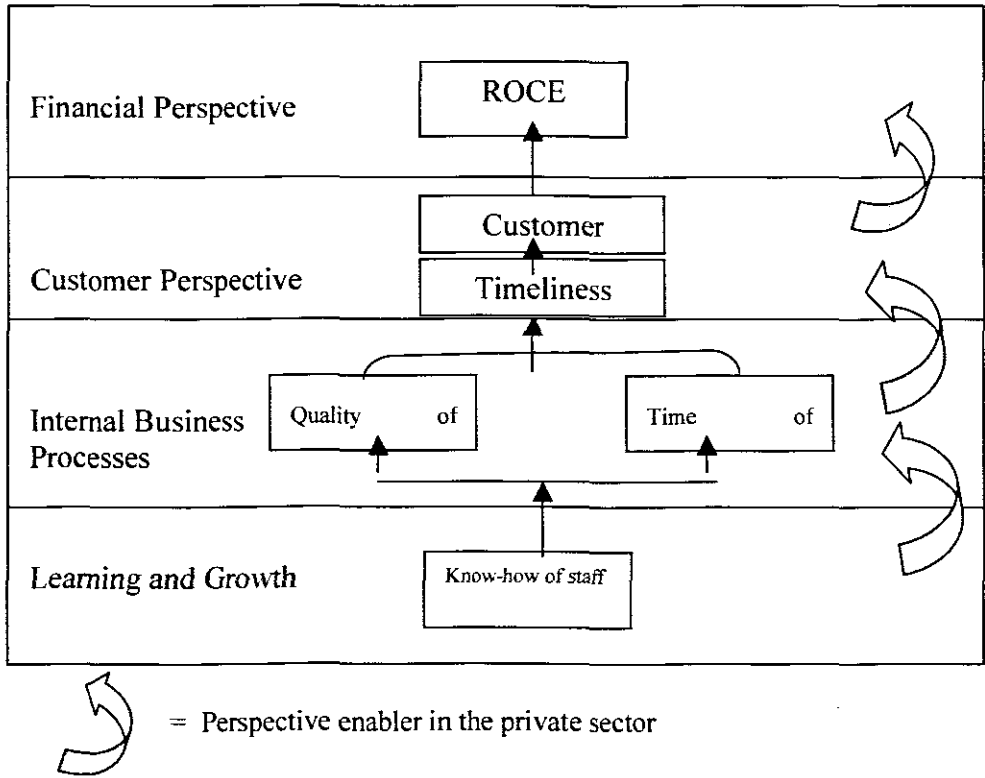 ROCE
Financial Perspective
Customer
Customer Perspective
Timeliness
Quality of
Time of
Internal Business
Processes
Learning and Growth
Know-how of staff
= Perspective enabler in the private sector